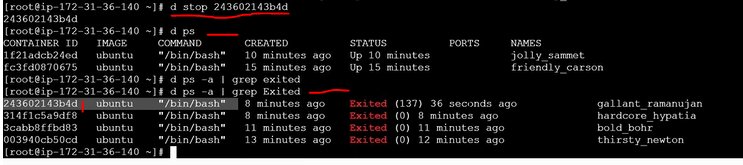 [root@ip-172-31-36-140 ~]# d stop 243602143b4d
243602143b4d
[root@ip-172-31-36-140 ~]# d ps
CONTAINER ID IMAGE COMMAND CREATED STATUS PORTS NAMES
1f21adcb24ed ubuntu "/bin/bash" 10 minutes ago Up 10 minutes jolly_sammet
fc3fd0870675 ubuntu "/bin/bash" 15 minutes ago Up 15 minutes friendly_carson
[root@ip-172-31-36-140 ~]# d ps -a | grep exited
[root@ip-172-31-36-140 ~]# d ps -a | grep Exited
243602143b4d ubuntu "/bin/bash" 8 minutes ago Exited (137) 36 seconds ago gallant_ramanujan
314f1c5a9df8 ubuntu "/bin/bash" 8 minutes ago Exited (0) 8 minutes ago hardcore_hypatia
3cabb8ffbd83 ubuntu "/bin/bash" 11 minutes ago Exited (0) 11 minutes ago bold_bohr
003940cb50cd ubuntu "/bin/bash" 13 minutes ago Exited (0) 12 minutes ago thirsty_newton
[root@ip-172-31-36-140 ~]#